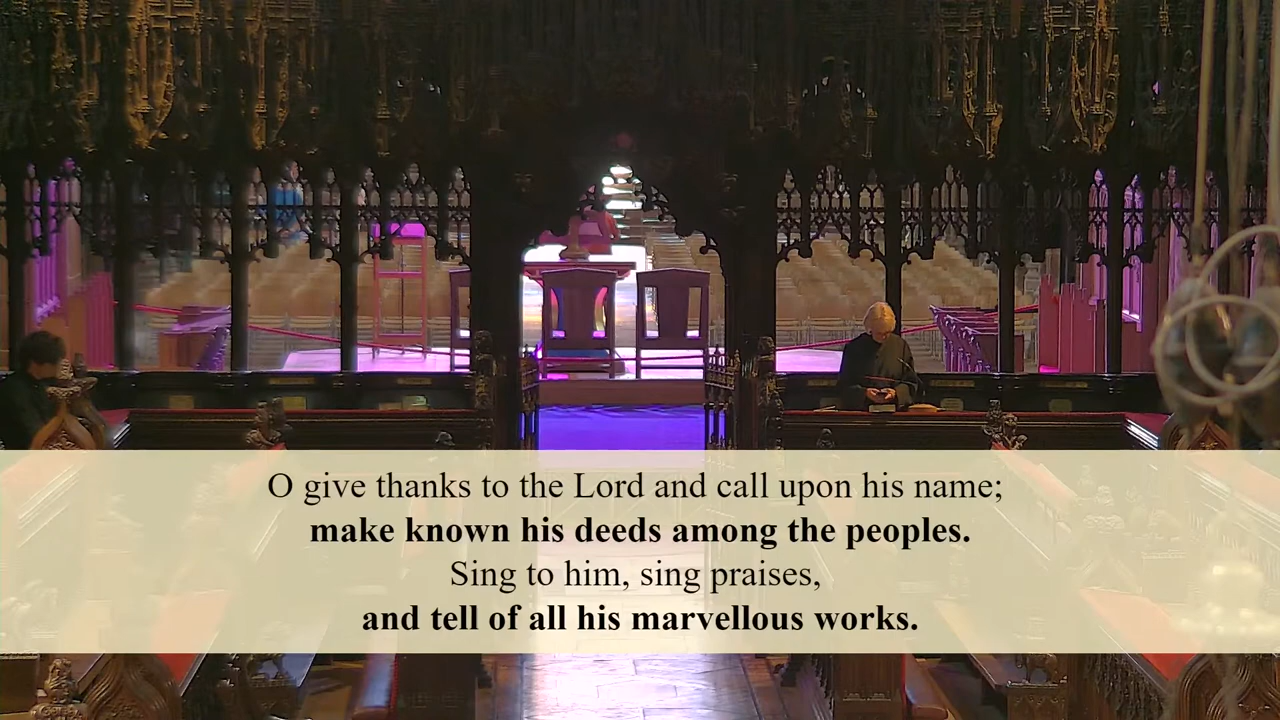 O give thanks to the Lord and call upon his name;
make known his deeds among the peoples.
Sing to him, sing praises,
and tell of all his marvellous works.